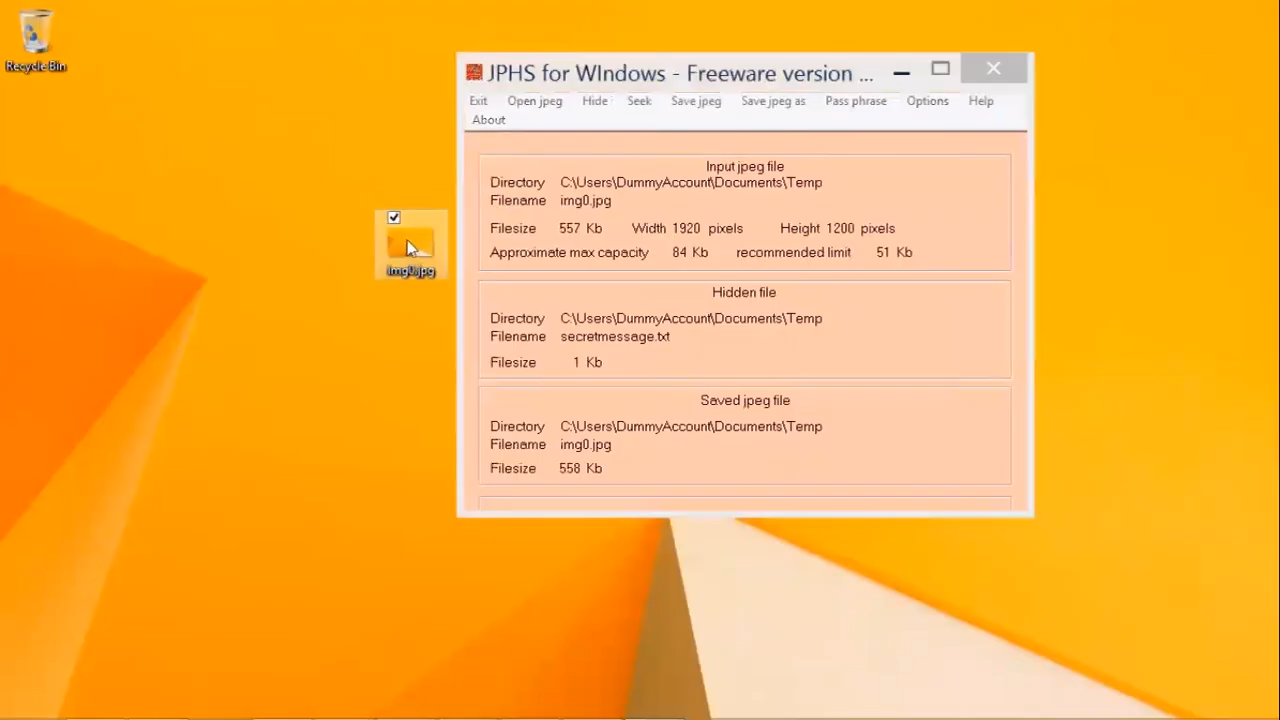 Recycle Bin
JPHS for WIndows - Freeware version ...
Exit Open jpeg Hide Seek Save jpeg Save jpeg as Pass phrase Options Help
About
Input jpeg file
Directory C:\Users\DummyAccount\Documents\Temp
Filename img0.jpg
Filesize 557 Kb Width 1920 pixels Height 1200 pixels
Approximate max capacity 84 Kb recommended limit 51 Kb
img0.jpg
Hidden file
Directory C:\Users\DummyAccount\Documents\Temp
Filename secretmessage.txt
Filesize 1 Kb
Saved jpeg file
Directory C:\Users\DummyAccount\Documents\Temp
Filename img0.jpg
Filesize 558 Kb